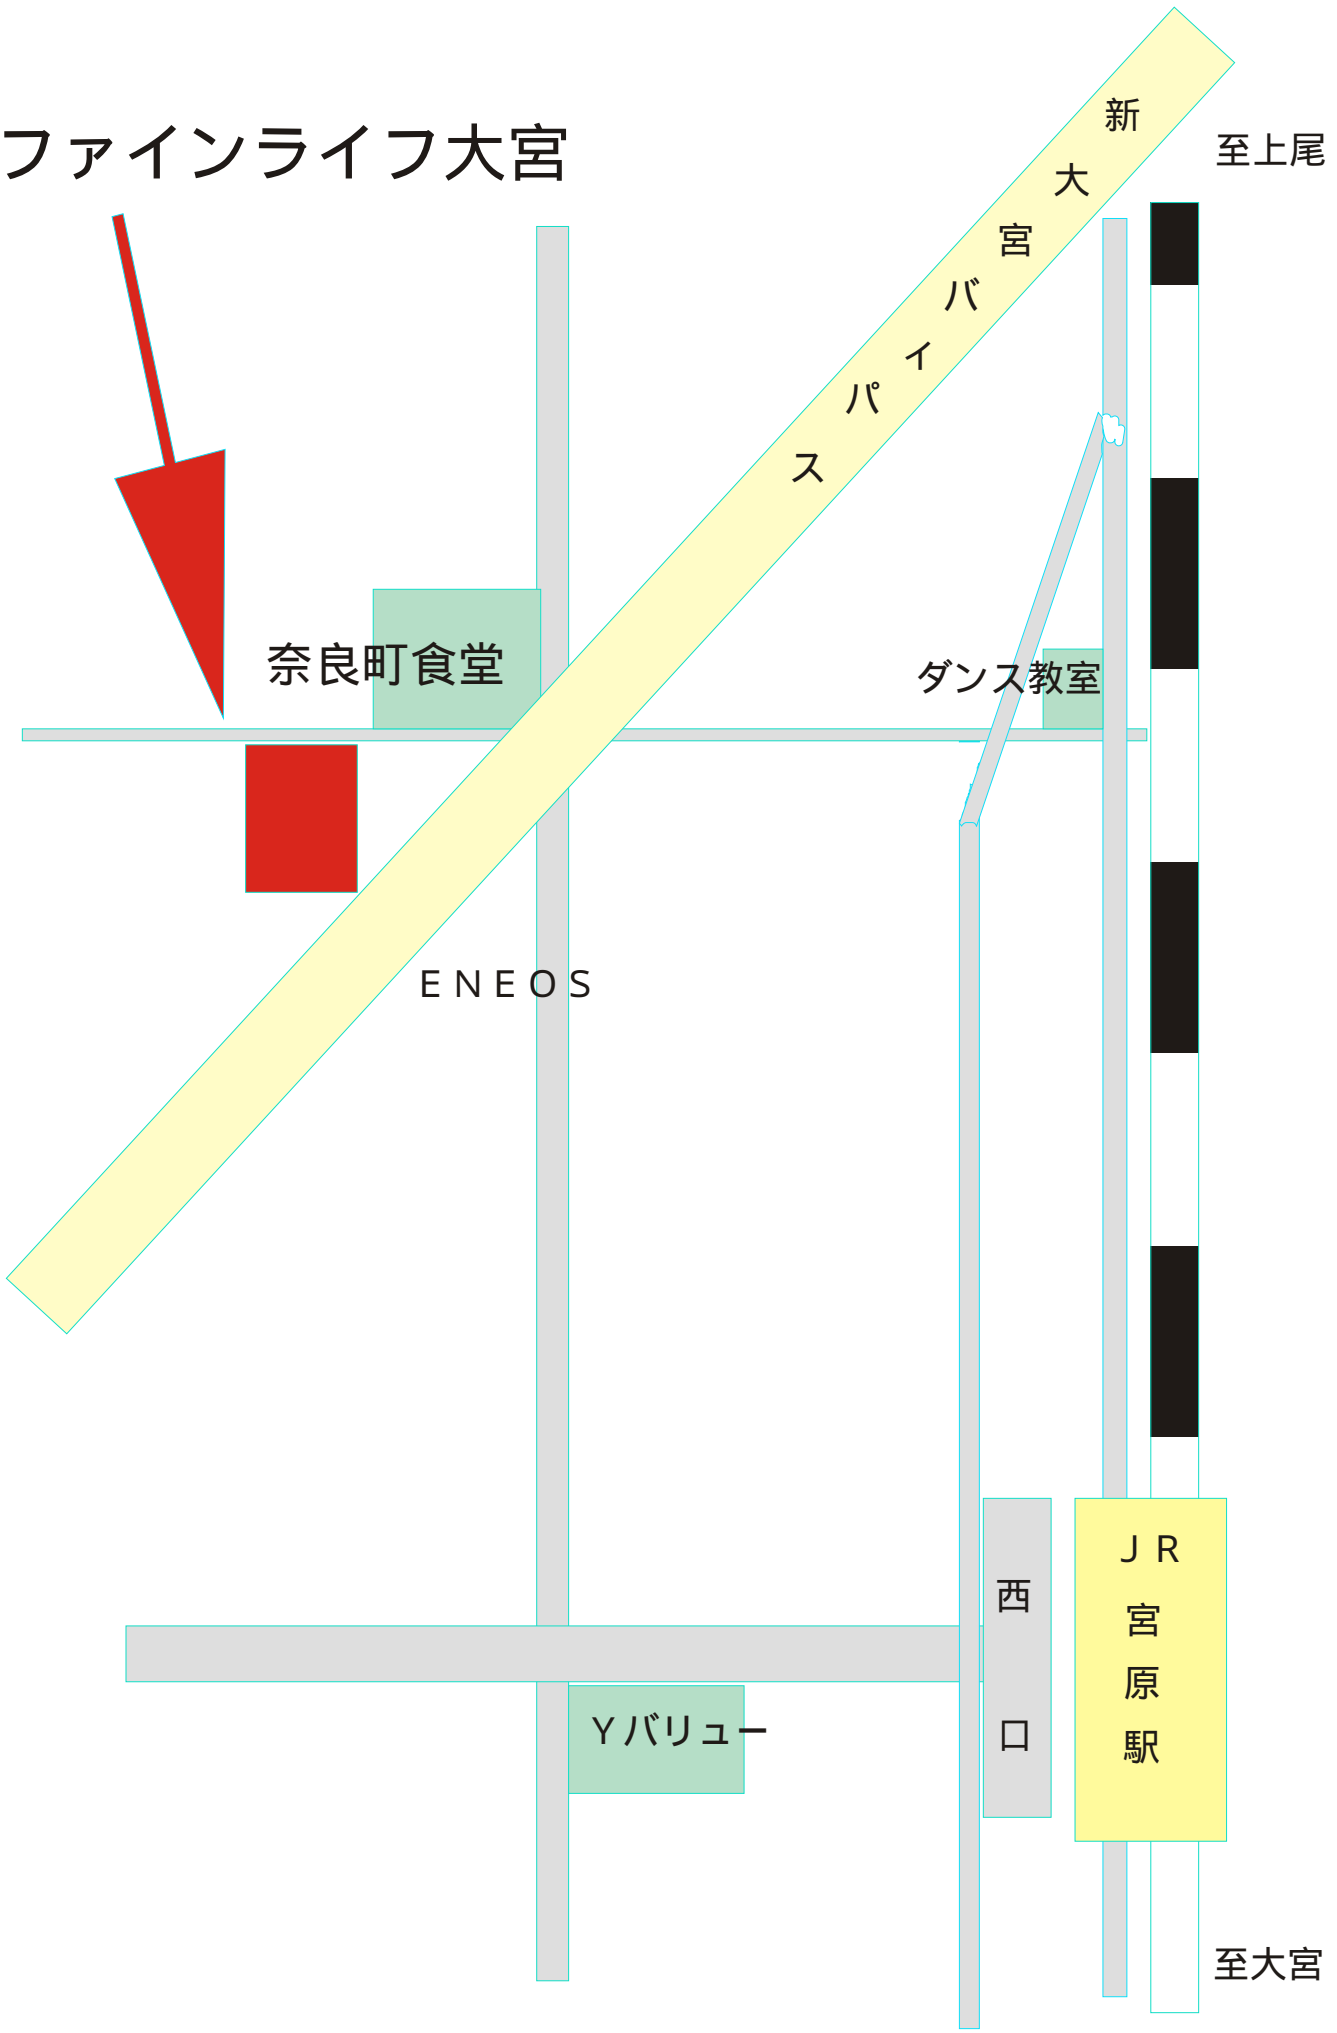 ファインライフ大宮
新大宮バイパス
至上尾
奈良町食堂
ダンス教室
ＥＮＥＯＳ
ＪＲ宮原駅
西口
Ｙバリュー
至大宮